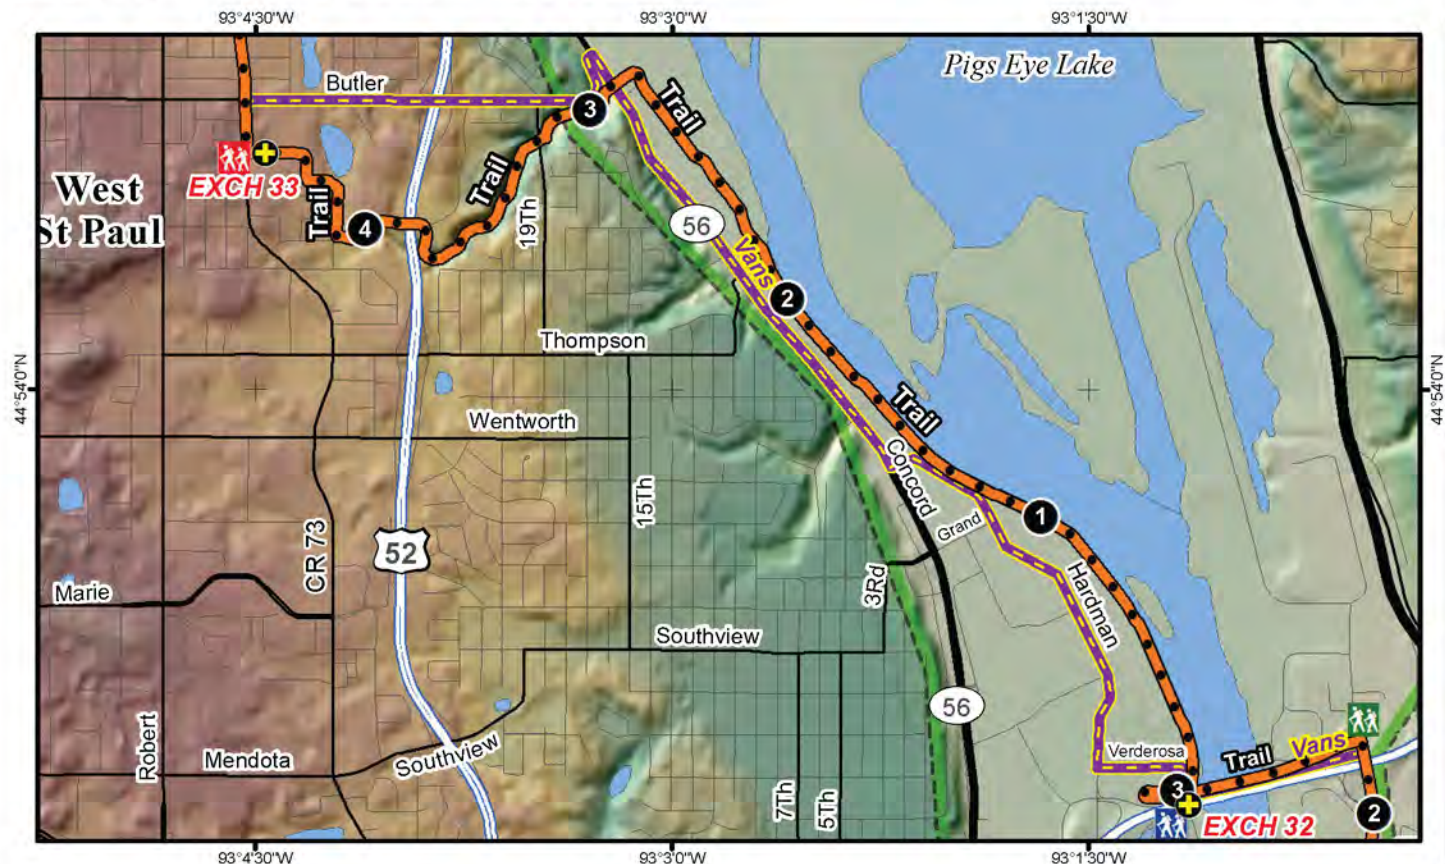 93°4'30"W
93°3'0"W
93°1'30"W
Pigs Eye Lake
Butler
3
Trail
EXCH 33
West
St Paul
Trail
4
Trail
19Th
56
Vans
2
Thompson
44°54'0"N
44°54'0"N
Trail
Wentworth
Concord
15Th
1
Grand
52
CR 73
Hardman
3Rd
Marie
Southview
56
Robert
Mendota
Southview
Verderosa
Trail
Vans
7Th
5Th
3
2
EXCH 32
93°4'30"W
93°3'0"W
93°1'30"W